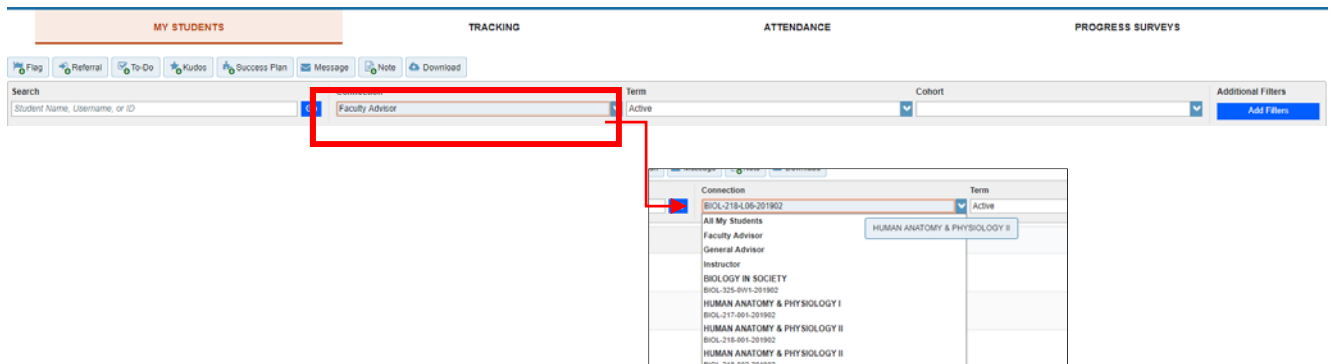 MY STUDENTS TRACKING ATTENDANCE PROGRESS SURVEYS
Flag Referral To-Do Kudos Success Plan Message Note Download
Search Term Cohort Additional Filters
Student Name, Username, or ID Faculty Advisor Active Add Filters
Connection Term
BIOL-218-L06-201902 Active
All My Students
HUMAN ANATOMY & PHYSIOLOGY II
Faculty Advisor
General Advisor
Instructor
BIOLOGY IN SOCIETY
BIOL-325-0W1-201902
HUMAN ANATOMY & PHYSIOLOGY I
BIOL-217-001-201902
HUMAN ANATOMY & PHYSIOLOGY II
BIOL-218-001-201902
HUMAN ANATOMY & PHYSIOLOGY II